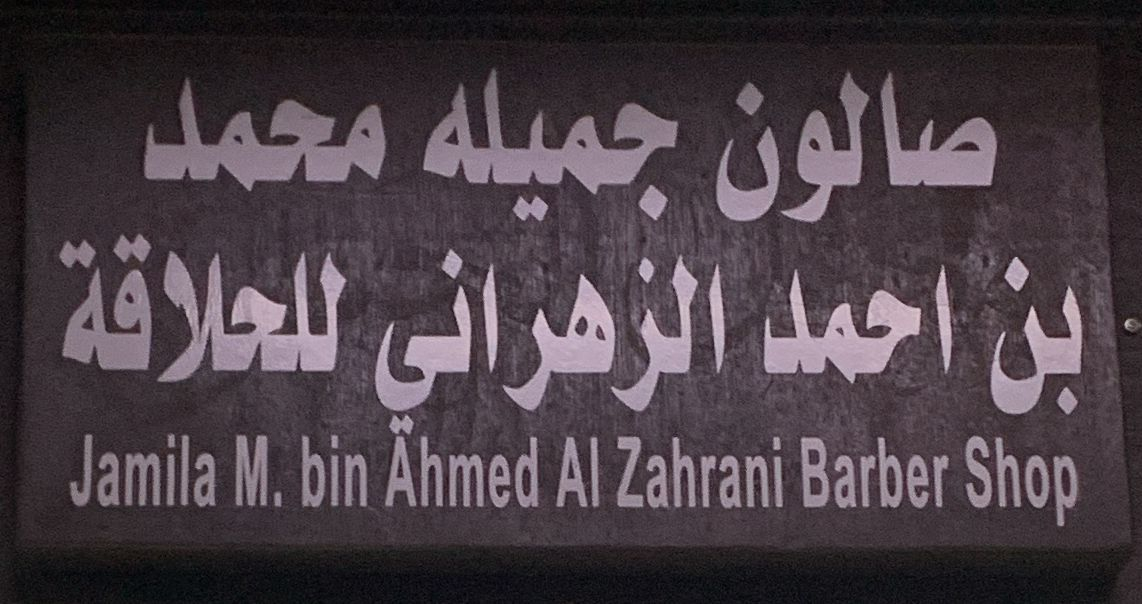 صالون جميله محمد
بن احمد الزهراني للحلاقة
Jamila M. bin Ahmed Al Zahrani Barber Shop